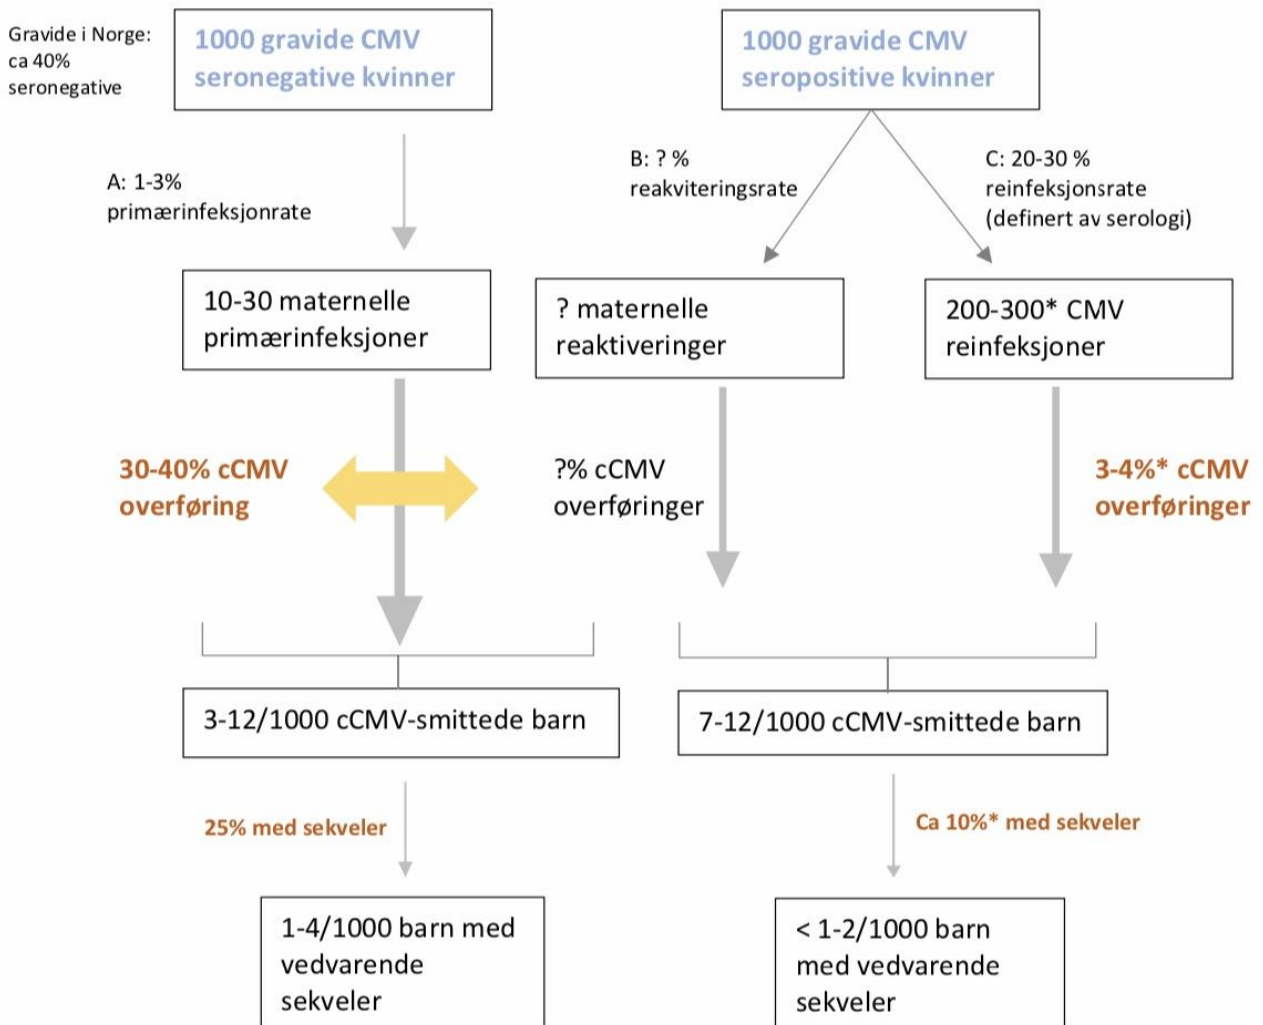 Gravide i Norge:
ca 40%
seronegative
1000 gravide CMV
seronegative kvinner
1000 gravide CMV
seropositive kvinner
A: 1-3%
primærinfeksjonrate
B: ? %
reakviteringsrate
C: 20-30 %
reinfeksjonsrate
(definert av serologi)
10-30 maternelle
primærinfeksjoner
? maternelle
reaktiveringer
200-300* CMV
reinfeksjoner
30-40% cCMV
overføring
?% cCMV
overføringer
3-4%* cCMV
overføringer
3-12/1000 cCMV-smittede barn
7-12/1000 cCMV-smittede barn
25% med sekveler
Ca 10%* med sekveler
1-4/1000 barn med
vedvarende
sekveler
< 1-2/1000 barn
med vedvarende
sekveler